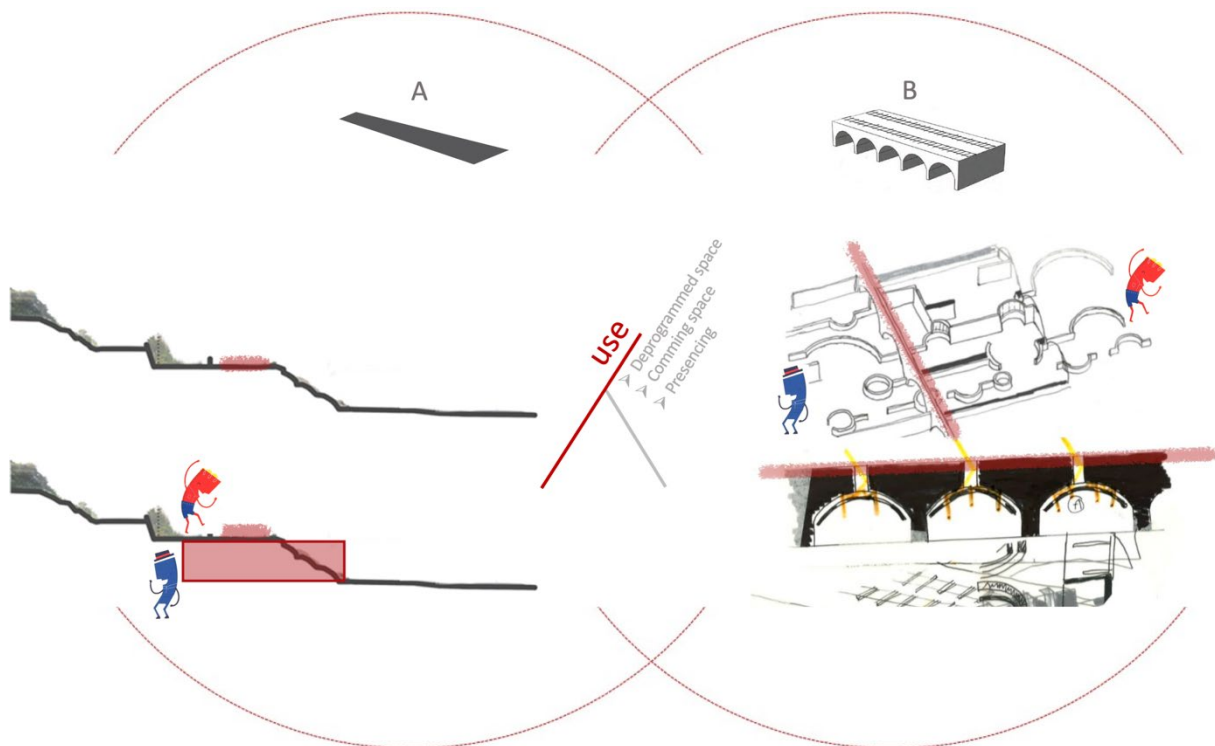 A
B
use
Deprogrammed space
Comming space
Presencing